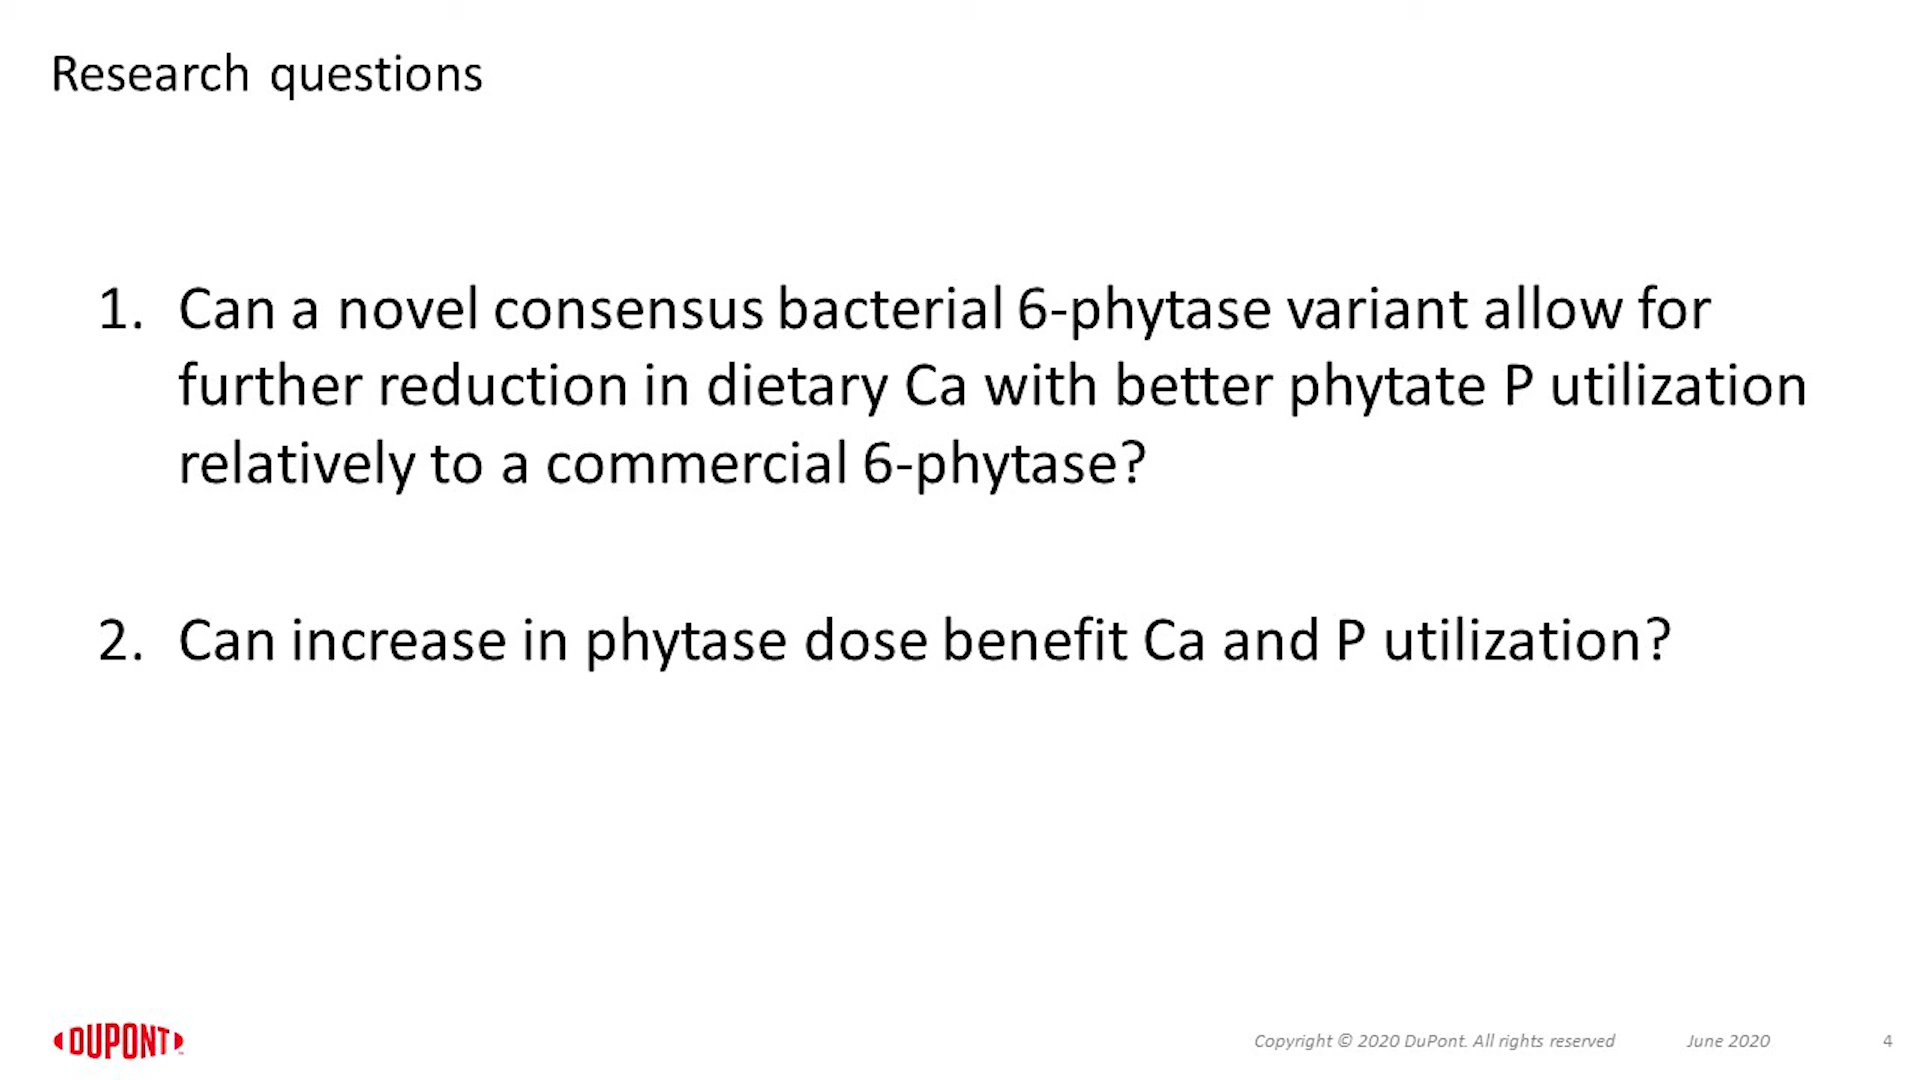 Research questions
1. Can a novel consensus bacterial 6-phytase variant allow for
further reduction in dietary Ca with better phytate P utilization
relatively to a commercial 6-phytase?
2. Can increase in phytase dose benefit Ca and P utilization?
DUPONT
Copyright © 2020 DuPont. All rights reserved June 2020 4